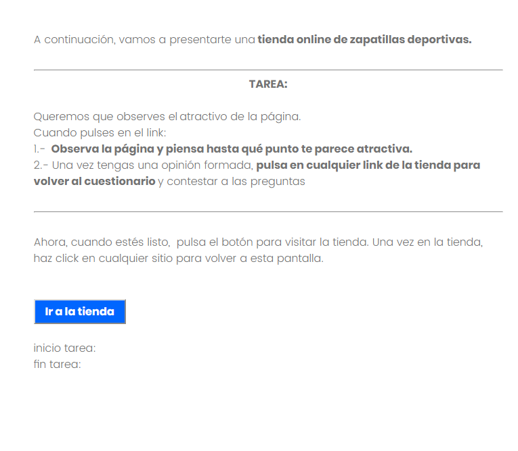 A continuación, vamos a presentarte una tienda online de zapatillas deportivas.
TAREA:
Queremos que observes el atractivo de la página.
Cuando pulses en el link:
1.- Observa la página y piensa hasta qué punto te parece atractiva.
2.- Una vez tengas una opinión formada, pulsa en cualquier link de la tienda para
volver al cuestionario y contestar a las preguntas
Ahora, cuando estés listo, pulsa el botón para visitar la tienda. Una vez en la tienda,
haz click en cualquier sitio para volver a esta pantalla.
Ir a la tienda
inicio tarea:
fin tarea: